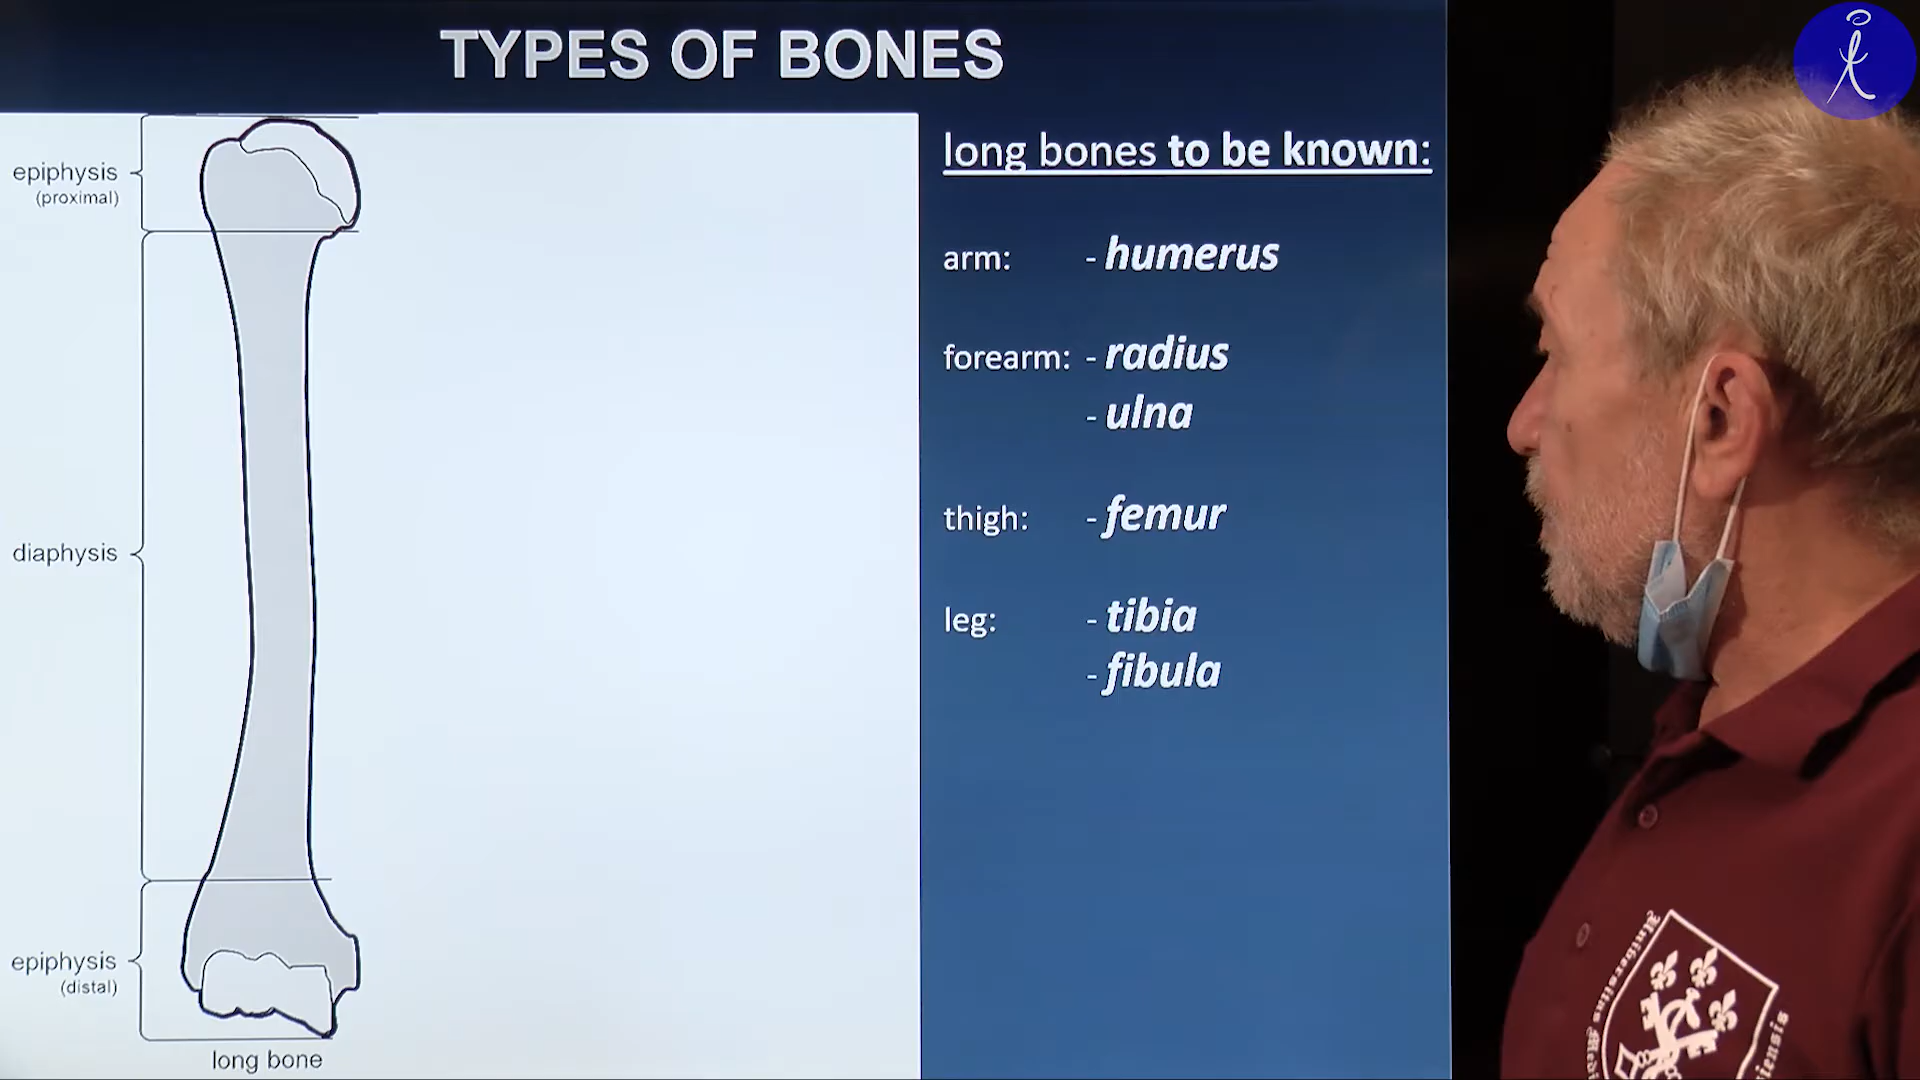 TYPES OF BONES
epiphysis
(proximal)
diaphysis
epiphysis
(distal)
long bone
long bones to be known:
arm: - humerus
forearm: - radius
- ulna
thigh: - femur
leg: - tibia
- fibula